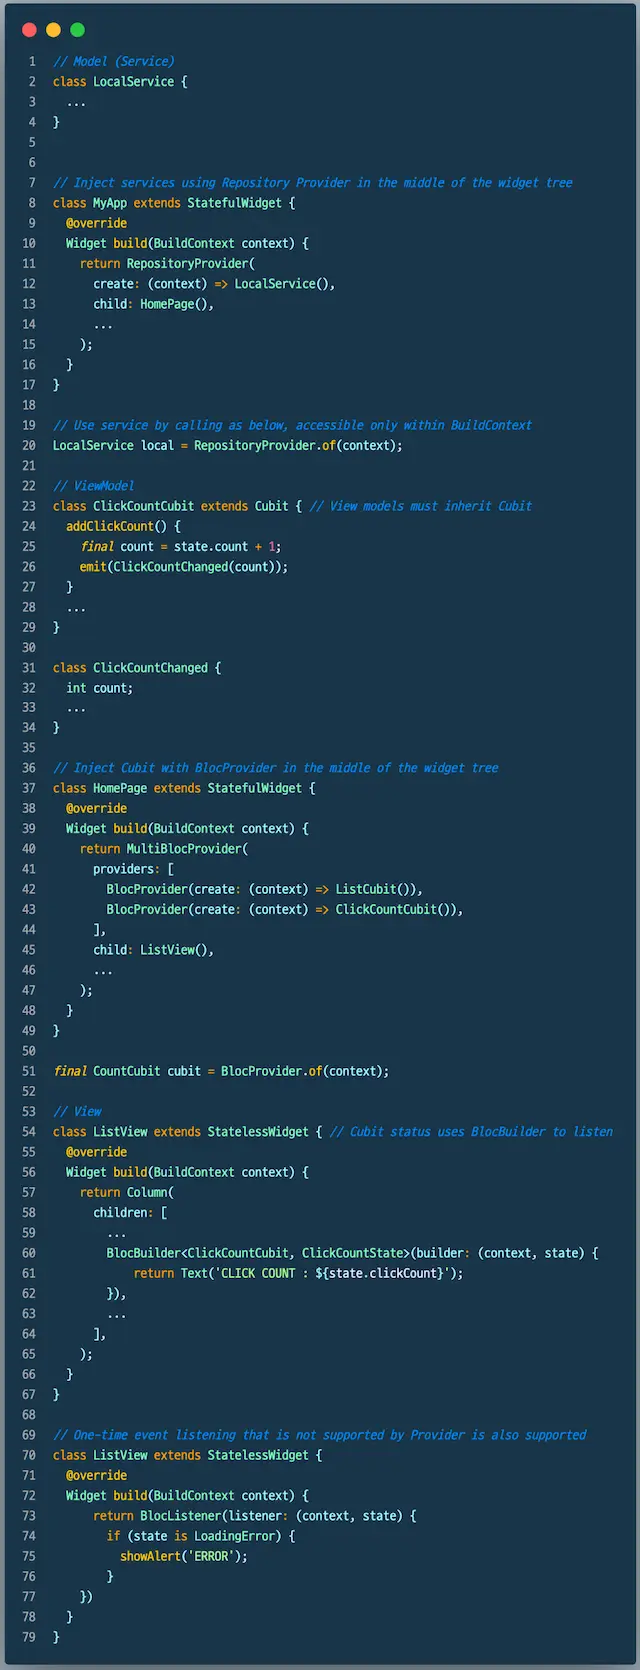 1 // Model (Service)
2 class LocalService {
3   ...
4 }
5
6
7 // Inject services using Repository Provider in the middle of the widget tree
8 class MyApp extends StatefulWidget {
9   @override
10   Widget build(BuildContext context) {
11     return RepositoryProvider(
12       create: (context) => LocalService(),
13       child: HomePage(),
14       ...
15     );
16   }
17 }
18
19 // Use service by calling as below, accessible only within BuildContext
20 LocalService local = RepositoryProvider.of(context);
21
22 // ViewModel
23 class ClickCountCubit extends Cubit { // View models must inherit Cubit
24   addClickCount() {
25     final count = state.count + 1;
26     emit(ClickCountChanged(count));
27   }
28   ...
29 }
30
31 class ClickCountChanged {
32   int count;
33   ...
34 }
35
36 // Inject Cubit with BlocProvider in the middle of the widget tree
37 class HomePage extends StatefulWidget {
38   @override
39   Widget build(BuildContext context) {
40     return MultiBlocProvider(
41       providers: [
42         BlocProvider(create: (context) => ListCubit()),
43         BlocProvider(create: (context) => ClickCountCubit()),
44       ],
45       child: ListView(),
46       ...
47     );
48   }
49 }
50
51 final CountCubit cubit = BlocProvider.of(context);
52
53 // View
54 class ListView extends StatelessWidget { // Cubit status uses BlocBuilder to listen
55   @override
56   Widget build(BuildContext context) {
57     return Column(
58       children: [
59         ...
60         BlocBuilder<ClickCountCubit, ClickCountState>(builder: (context, state) {
61             return Text('CLICK COUNT : ${state.clickCount}');
62         }),
63         ...
64       ],
65     );
66   }
67 }
68
69 // One-time event listening that is not supported by Provider is also supported
70 class ListView extends StatelessWidget {
71   @override
72   Widget build(BuildContext context) {
73       return BlocListener(listener: (context, state) {
74         if (state is LoadingError) {
75           showAlert('ERROR');
76         }
77     })
78   }
79 }